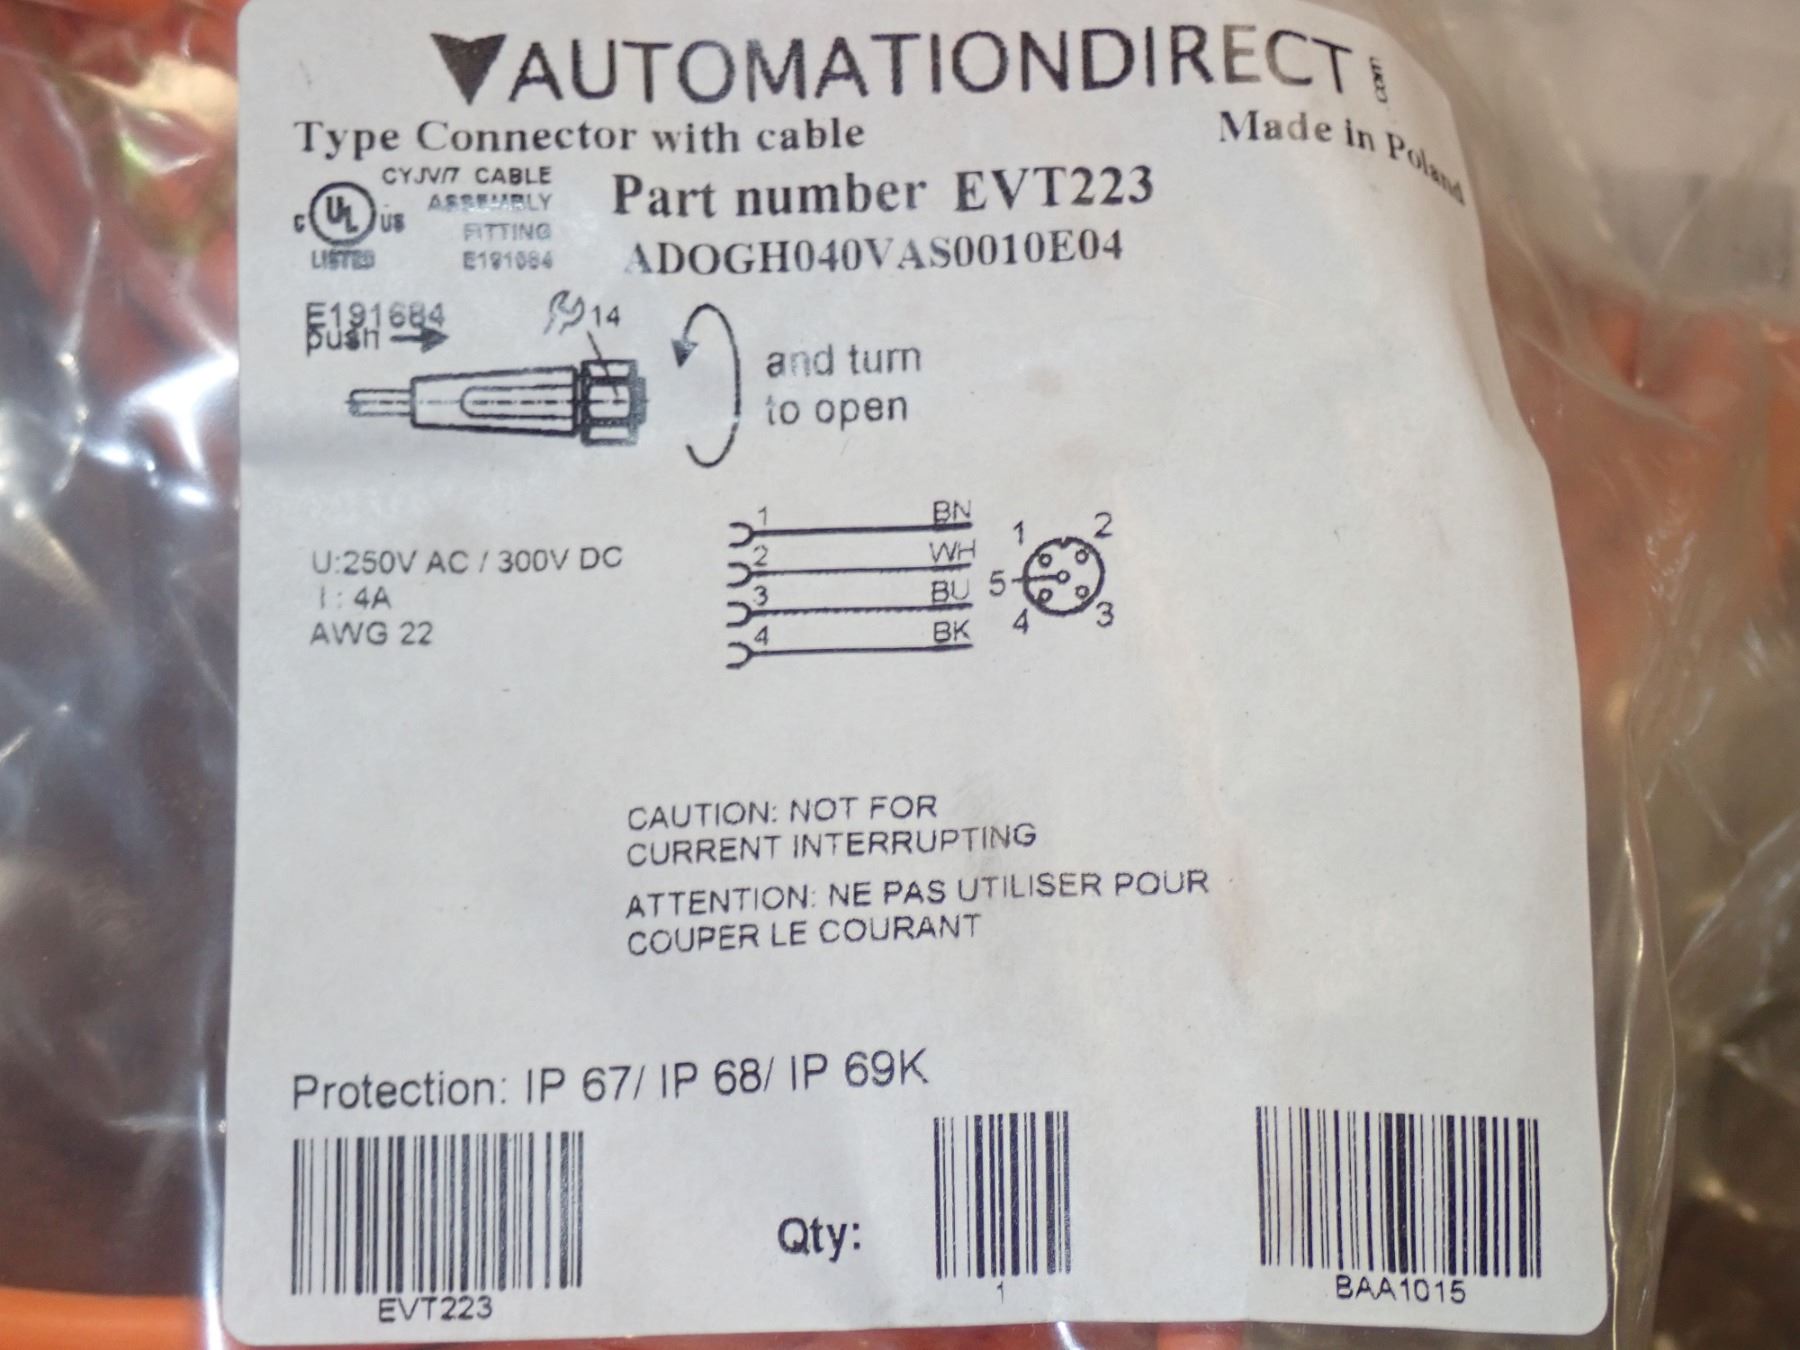 AUTOMATIONDIRECT.com
Type Connector with cable
Made in Poland
CYJV/7 CABLE
ASSEMBLY
FITTING
E191684
C UL US
LISTED
Part number EVT223
ADOGH040VAS0010E04
E191684
push
14
and turn
to open
U:250V AC / 300V DC
I : 4A
AWG 22
1 BN
2 WH
3 BU
4 BK
1 2
5
4 3
CAUTION: NOT FOR
CURRENT INTERRUPTING
ATTENTION: NE PAS UTILISER POUR
COUPER LE COURANT
Protection: IP 67/ IP 68/ IP 69K
EVT223
Qty:
1
BAA1015